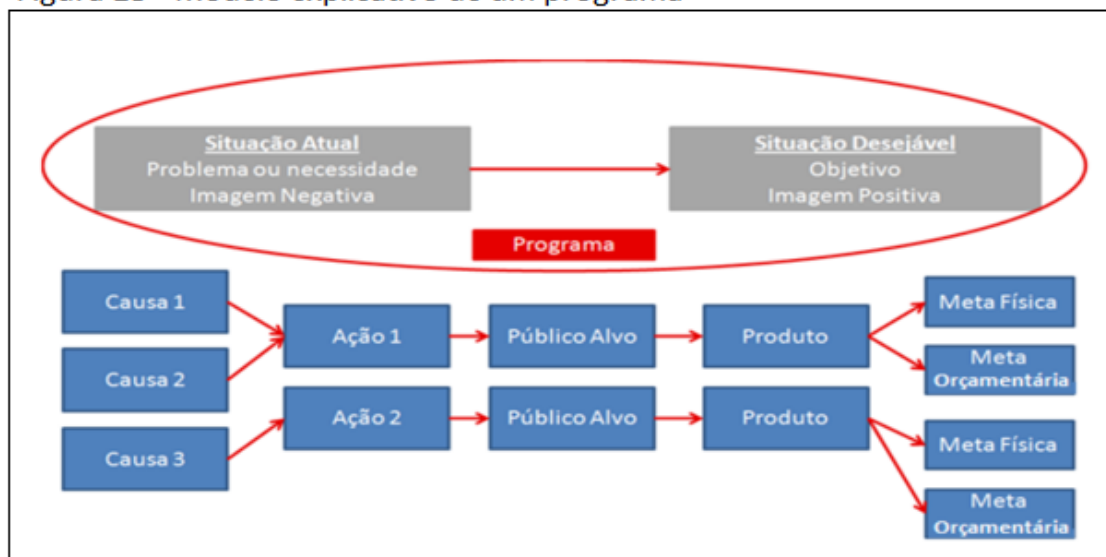 Situação Atual
Problema ou necessidade
Imagem Negativa
Situação Desejável
Objetivo
Imagem Positiva
Programa
Causa 1
Causa 2
Causa 3
Ação 1
Público Alvo
Produto
Meta Física
Meta
Orçamentária
Ação 2
Público Alvo
Produto
Meta Física
Meta
Orçamentária